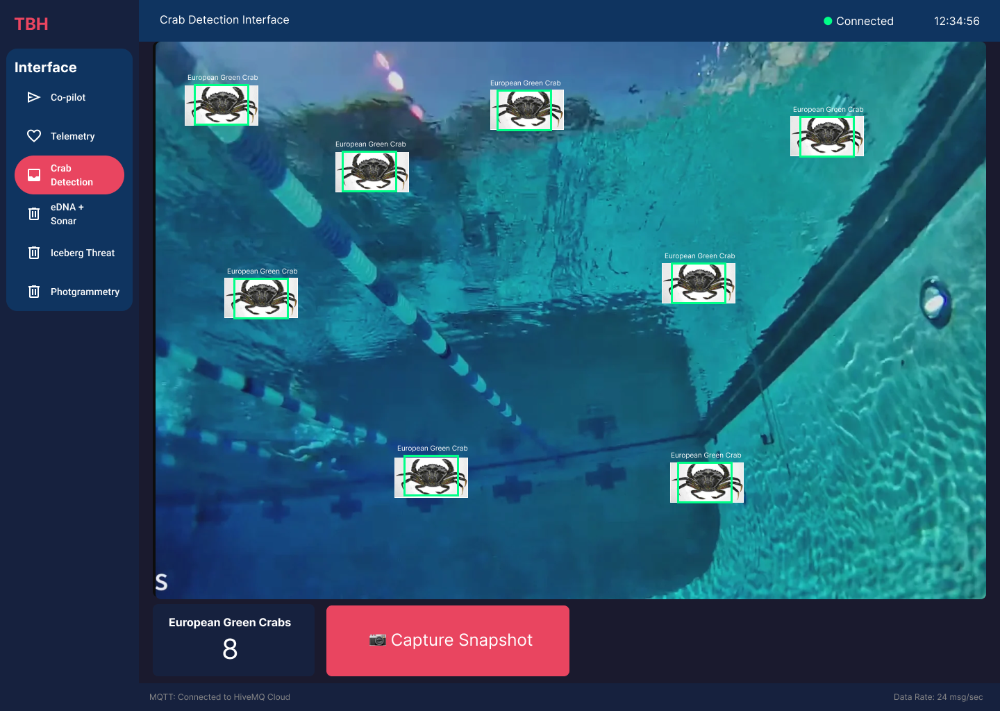 TBH
Crab Detection Interface
Connected
12:34:56
Interface
Co-pilot
Telemetry
Crab
Detection
eDNA +
Sonar
Iceberg Threat
Photgrammetry
European Green Crab
European Green Crab
European Green Crab
European Green Crab
European Green Crab
European Green Crab
European Green Crab
European Green Crab
S
European Green Crabs
8
Capture Snapshot
MQTT: Connected to HiveMQ Cloud
Data Rate: 24 msg/sec